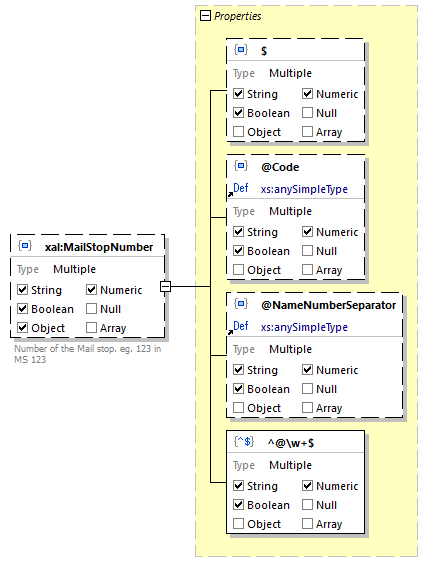 Properties
$
Type Multiple
String Numeric
Boolean Null
Object Array
@Code
Def xs:anySimpleType
Type Multiple
String Numeric
Boolean Null
Object Array
xal:MailStopNumber
Type Multiple
String Numeric
Boolean Null
Object Array
Number of the Mail stop. eg. 123 in
MS 123
@NameNumberSeparator
Def xs:anySimpleType
Type Multiple
String Numeric
Boolean Null
Object Array
^@\w+$
Type Multiple
String Numeric
Boolean Null
Object Array